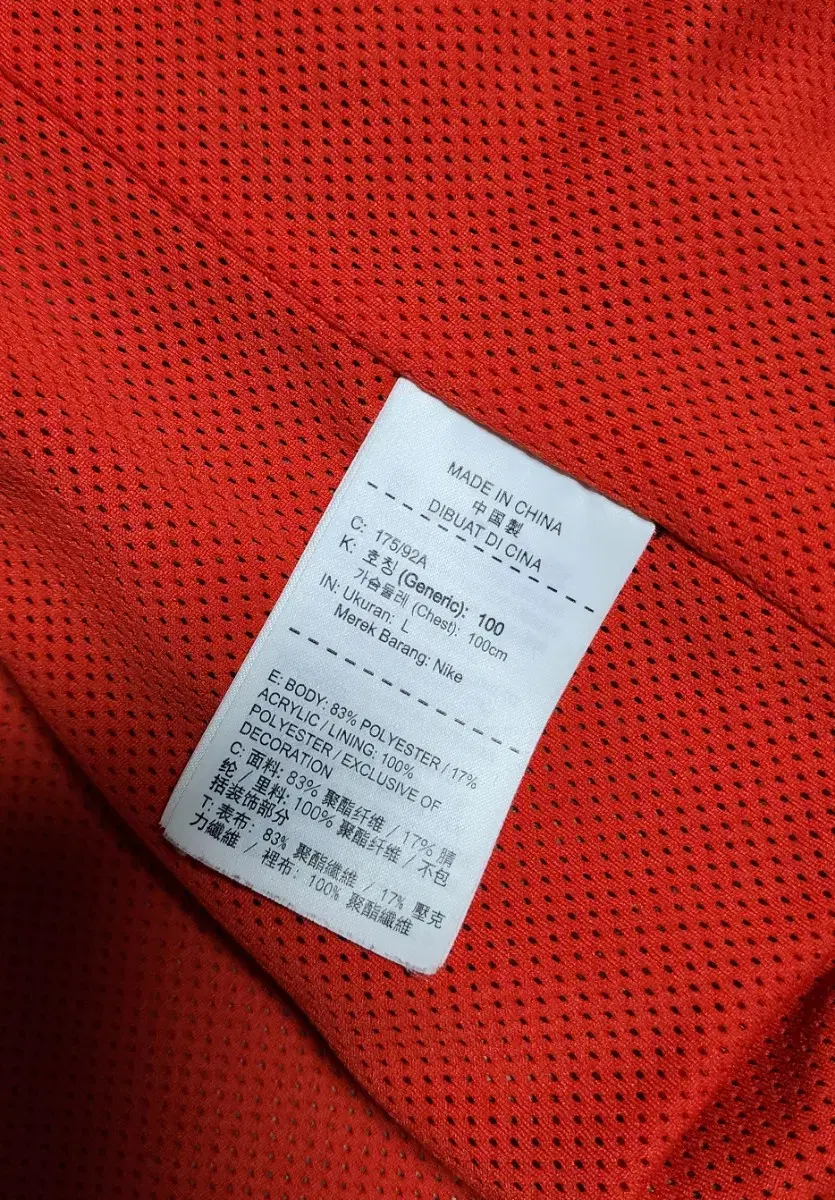 MADE IN CHINA
中国製
DIBUAT DI CINA
C: 175/92A
K: 호칭 (Generic): 100
가슴둘레 (Chest): 100cm
IN: Ukuran: L
Merek Barang: Nike
E: BODY: 83% POLYESTER / 17%
ACRYLIC / LINING: 100%
POLYESTER / EXCLUSIVE OF
DECORATION
C: 面料: 83% 聚酯纤维 / 17% 腈
纶 / 里料: 100% 聚酯纤维 / 不包
括装饰部分
T: 表布: 83% 聚酯纖維 / 17% 壓克
力纖維 / 裡布: 100% 聚酯纖維